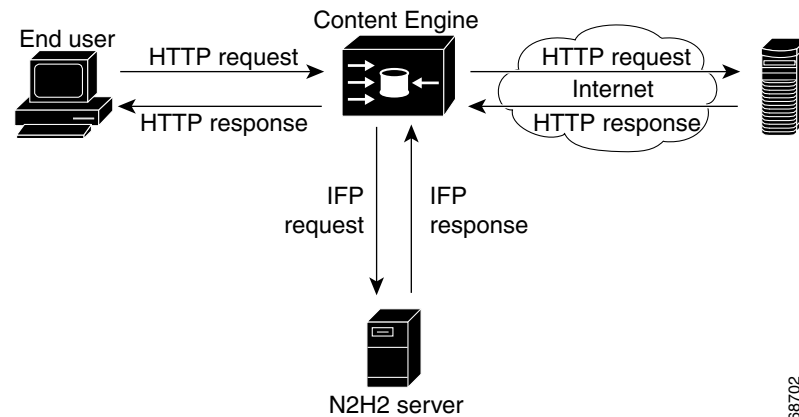 Content Engine
End user
HTTP request
HTTP request
Internet
HTTP response
HTTP response
IFP
request
IFP
response
N2H2 server
68702